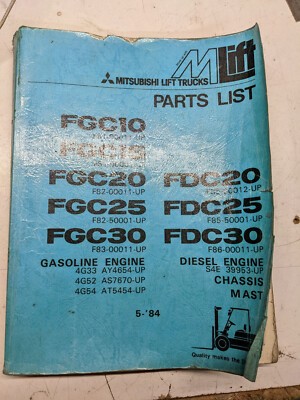 MLift
MITSUBISHI LIFT TRUCKS
PARTS LIST
FGC10
FGC15
FGC20 FDC20
F82-00011-UP
FGC25 FDC25
F82-50001-UP F85-50001-UP
FGC30 FDC30
F83-00011-UP F86-00011-UP
GASOLINE ENGINE DIESEL ENGINE
4G33 AY4654-UP S4E 39953-UP
4G52 AS7670-UP CHASSIS
4G54 AT5454-UP MAST
5-'84
Quality makes the